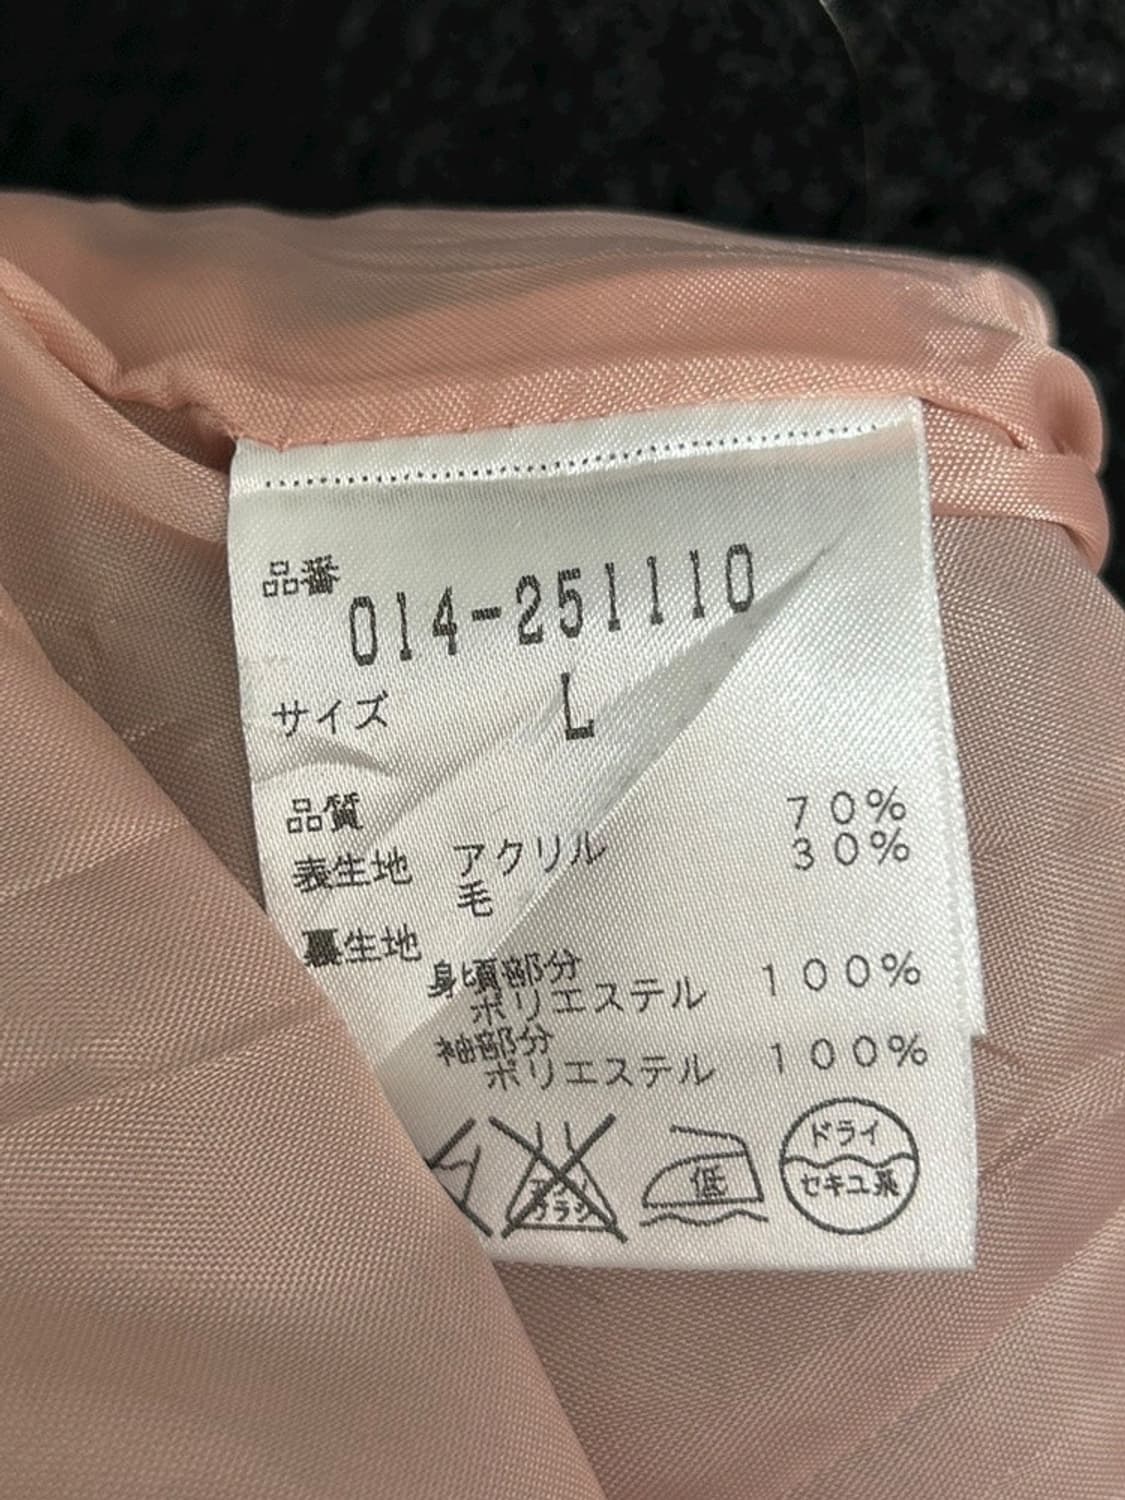 品番 014-251110
サイズ L
品質
表生地 アクリル 70%
毛 30%
裏生地
身頃部分
ポリエステル 100%
袖部分
ポリエステル 100%
低
ドライ
セキユ系